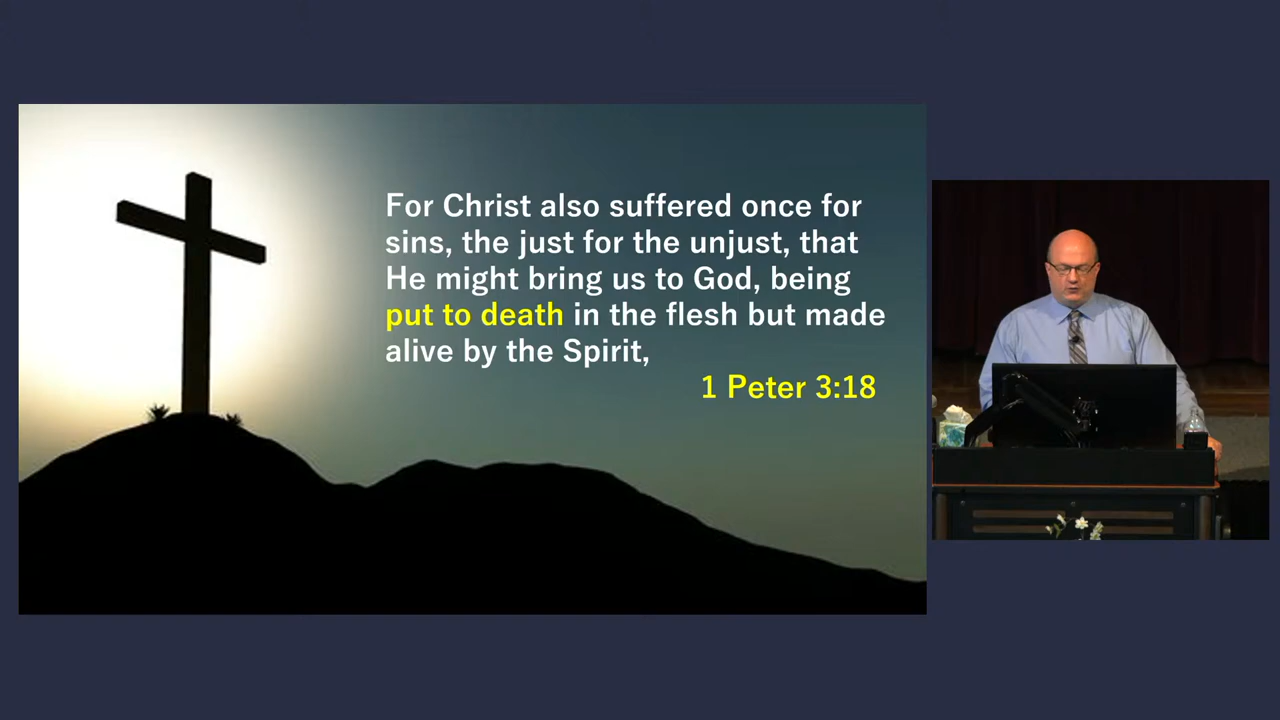 For Christ also suffered once for
sins, the just for the unjust, that
He might bring us to God, being
put to death in the flesh but made
alive by the Spirit,
1 Peter 3:18